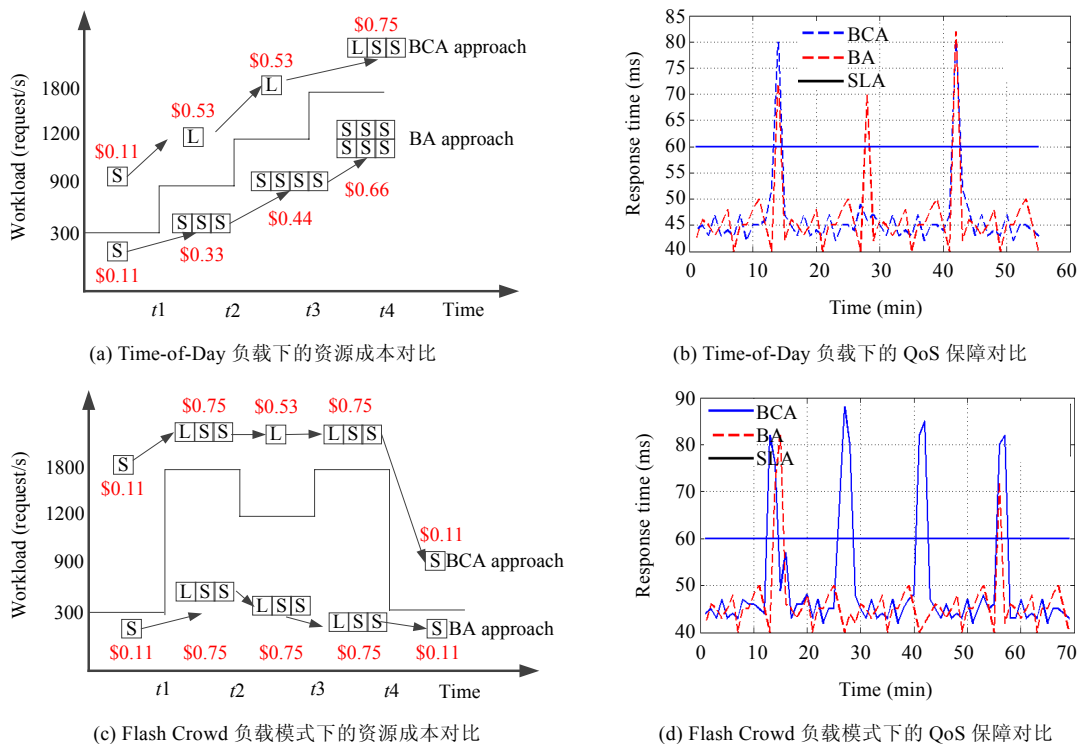 $0.75
L S S BCA approach
$0.53
L
$0.53
L
$0.11
S
S S S
S S S
BA approach
$0.66
S S S S
$0.44
S S S
$0.33
S
$0.11
Workload (request/s)
1800
1200
900
300
t1 t2 t3 t4 Time
(a) Time-of-Day 负载下的资源成本对比
85
80
75
70
65
60
55
50
45
40
Response time (ms)
BCA
BA
SLA
0 10 20 30 40 50 60
Time (min)
(b) Time-of-Day 负载下的 QoS 保障对比
$0.75 $0.53 $0.75
L S S L L S S
S
$0.11
$0.11
S BCA approach
L S S
L S S
L S S
S
S BA approach
$0.11 $0.75 $0.75 $0.75 $0.11
Workload (request/s)
1800
1200
900
300
t1 t2 t3 t4 Time
(c) Flash Crowd 负载模式下的资源成本对比
90
80
70
60
50
40
Response time (ms)
BCA
BA
SLA
0 10 20 30 40 50 60 70
Time (min)
(d) Flash Crowd 负载模式下的 QoS 保障对比